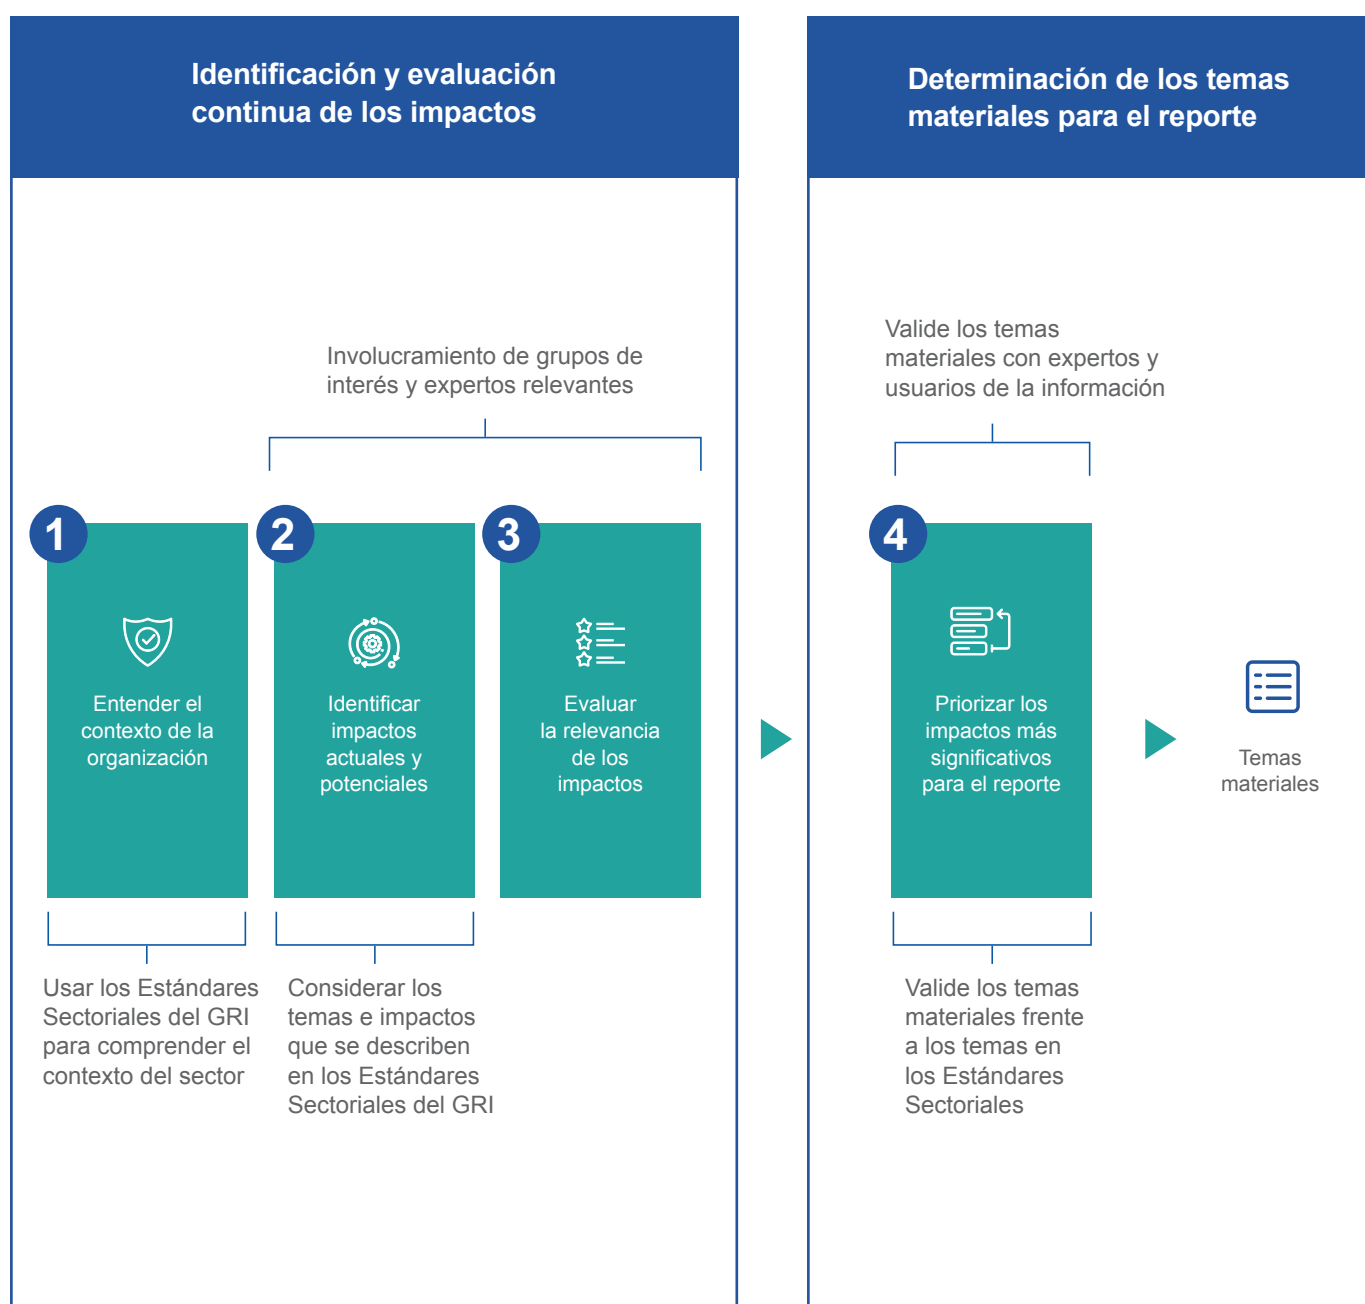 Identificación y evaluación
continua de los impactos
Involucramiento de grupos de
interés y expertos relevantes
1
Entender el
contexto de la
organización
2
Identificar
impactos
actuales y
potenciales
3
Evaluar
la relevancia
de los
impactos
Usar los Estándares
Sectoriales del GRI
para comprender el
contexto del sector
Considerar los
temas e impactos
que se describen
en los Estándares
Sectoriales del GRI
Determinación de los temas
materiales para el reporte
Valide los temas
materiales con expertos y
usuarios de la información
4
Priorizar los
impactos más
significativos
para el reporte
Valide los temas
materiales frente
a los temas en
los Estándares
Sectoriales
Temas
materiales